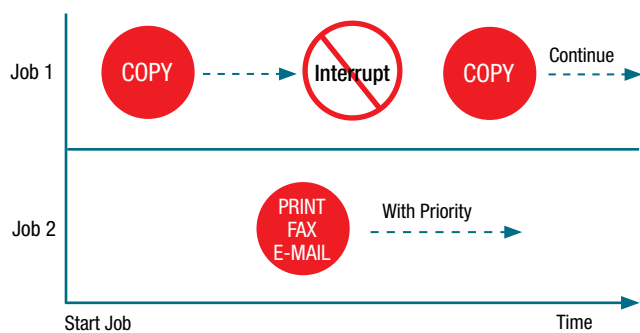 Job 1
COPY
Interrupt
COPY
Continue
Job 2
PRINT
FAX
E-MAIL
With Priority
Start Job
Time